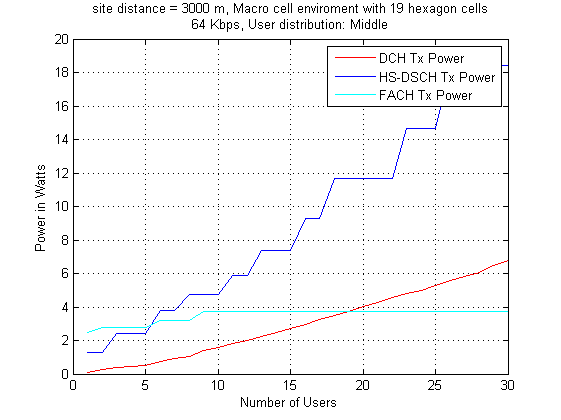 site distance = 3000 m, Macro cell enviroment with 19 hexagon cells
64 Kbps, User distribution: Middle
20
18
16
14
12
10
8
6
4
2
0
Power in Watts
DCH Tx Power
HS-DSCH Tx Power
FACH Tx Power
0 5 10 15 20 25 30
Number of Users